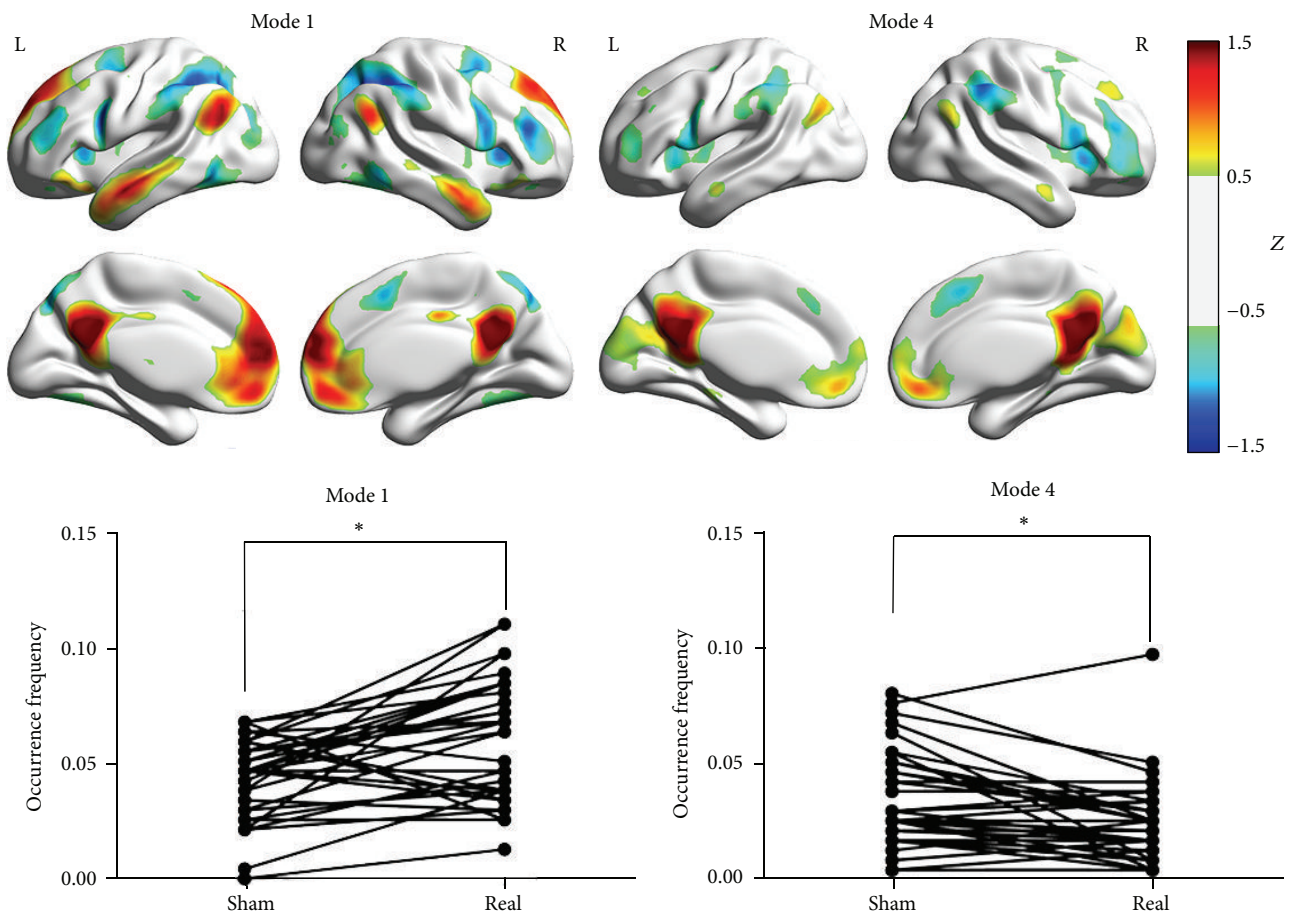 Mode 1
Mode 4
L
R
L
R
1.5
0.5
−0.5
−1.5
Z
Mode 1
*
0.15
0.10
0.05
0.00
Occurrence frequency
Sham
Real
Mode 4
*
0.15
0.10
0.05
0.00
Occurrence frequency
Sham
Real